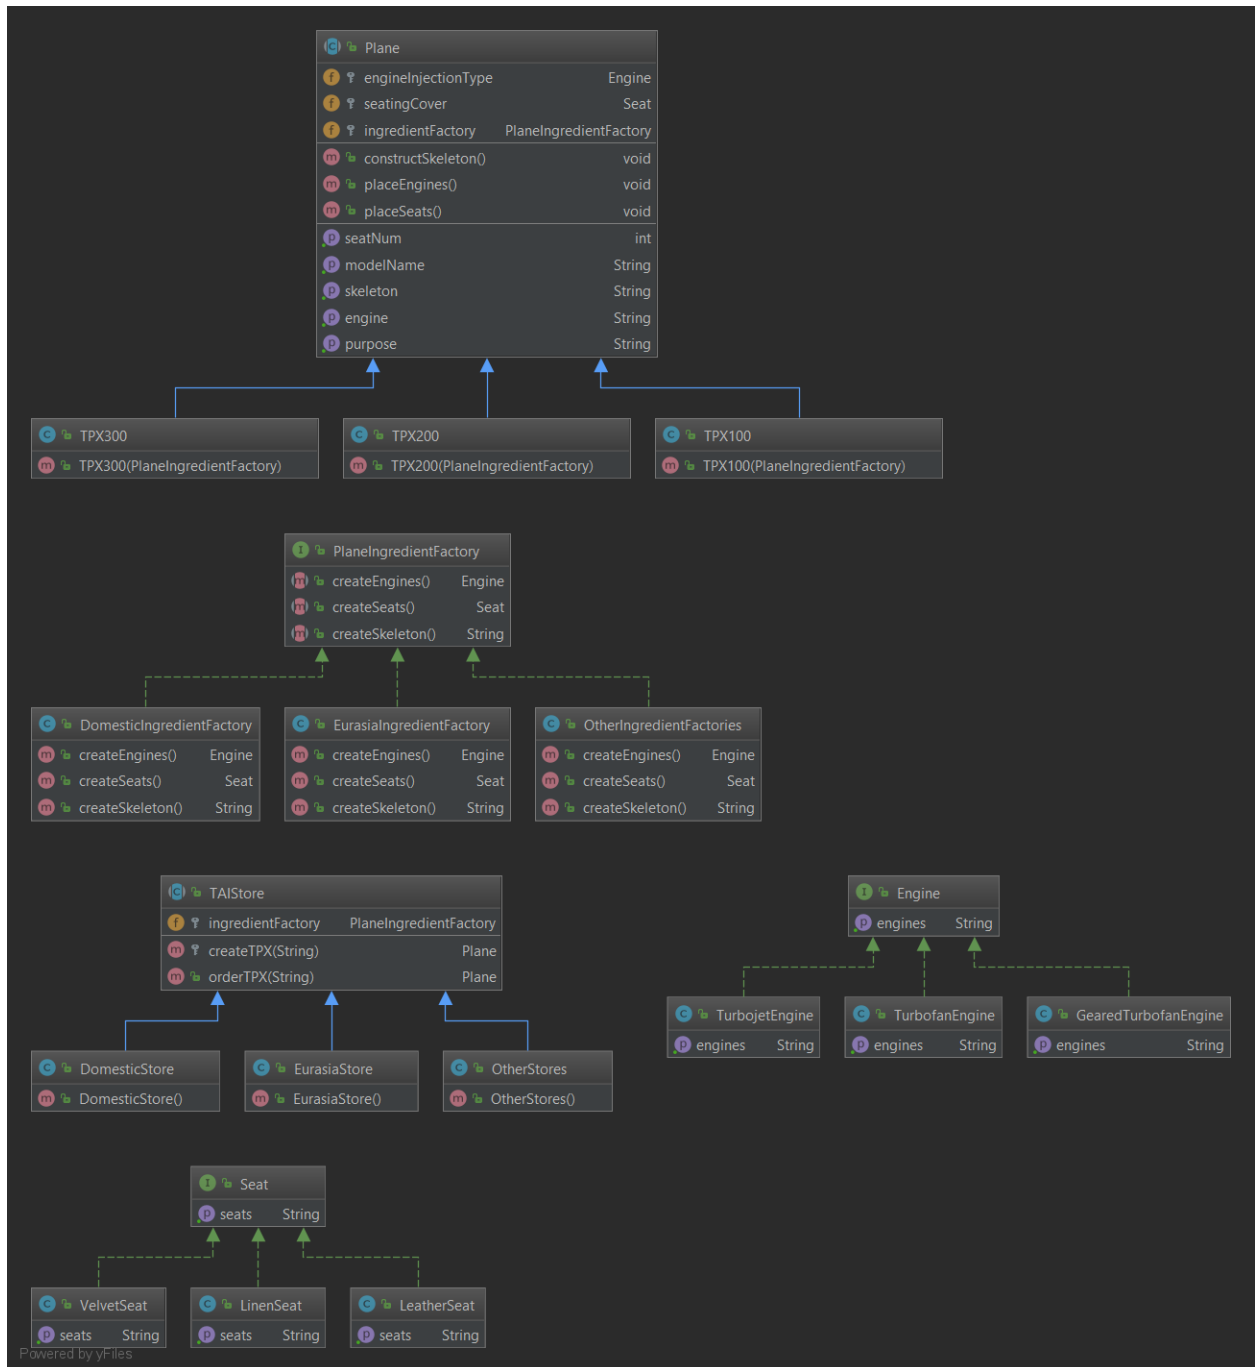 Plane
engineInjectionType Engine
seatingCover Seat
ingredientFactory PlaneIngredientFactory
constructSkeleton() void
placeEngines() void
placeSeats() void
seatNum int
modelName String
skeleton String
engine String
purpose String
TPX300 TPX200 TPX100
TPX300(PlaneIngredientFactory) TPX200(PlaneIngredientFactory) TPX100(PlaneIngredientFactory)
PlaneIngredientFactory
createEngines() Engine
createSeats() Seat
createSkeleton() String
DomesticIngredientFactory EurasiaIngredientFactory OtherIngredientFactories
createEngines() Engine createEngines() Engine createEngines() Engine
createSeats() Seat createSeats() Seat createSeats() Seat
createSkeleton() String createSkeleton() String createSkeleton() String
TAIStore
ingredientFactory PlaneIngredientFactory
createTPX(String) Plane
orderTPX(String) Plane
Engine
engines String
TurbojetEngine TurbofanEngine GearedTurbofanEngine
engines String engines String engines String
DomesticStore EurasiaStore OtherStores
DomesticStore() EurasiaStore() OtherStores()
Seat
seats String
VelvetSeat LinenSeat LeatherSeat
seats String seats String seats String
Powered by yFiles